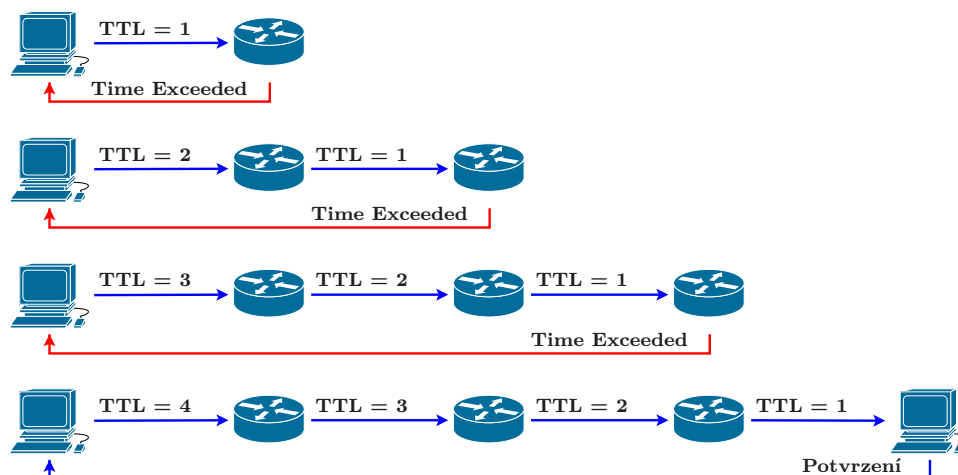 TTL = 1
Time Exceeded
TTL = 2 TTL = 1
Time Exceeded
TTL = 3 TTL = 2 TTL = 1
Time Exceeded
TTL = 4 TTL = 3 TTL = 2 TTL = 1
Potvrzení